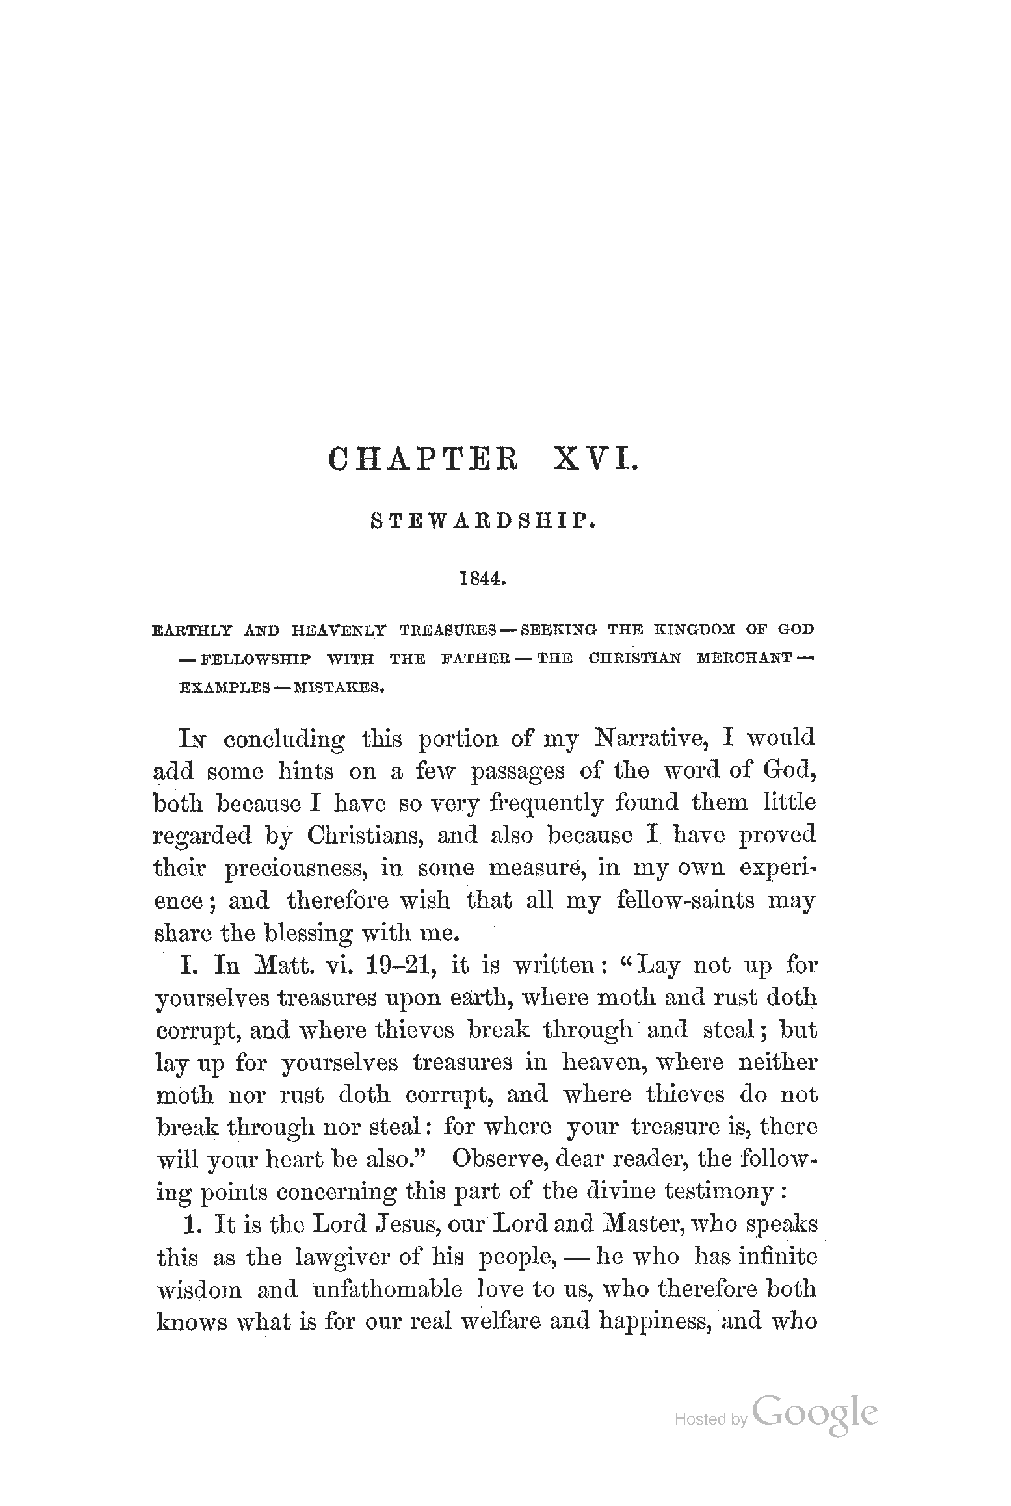 CHAPTER XVI.
STEWARDSHIP.
1844.
EARTHLY AND HEAVENLY TREASURES—SEEKING THE KINGDOM OF GOD
—FELLOWSHIP WITH THE FATHER—THE CHRISTIAN MERCHANT—
EXAMPLES—MISTAKES.
IN concluding this portion of my Narrative, I would
add some hints on a few passages of the word of God,
both because I have so very frequently found them little
regarded by Christians, and also because I have proved
their preciousness, in some measure, in my own experi-
ence; and therefore wish that all my fellow-saints may
share the blessing with me.
I. In Matt. vi. 19–21, it is written: “Lay not up for
yourselves treasures upon earth, where moth and rust doth
corrupt, and where thieves break through and steal; but
lay up for yourselves treasures in heaven, where neither
moth nor rust doth corrupt, and where thieves do not
break through nor steal: for where your treasure is, there
will your heart be also.” Observe, dear reader, the follow-
ing points concerning this part of the divine testimony:
1. It is the Lord Jesus, our Lord and Master, who speaks
this as the lawgiver of his people, — he who has infinite
wisdom and unfathomable love to us, who therefore both
knows what is for our real welfare and happiness, and who
Hosted by Google